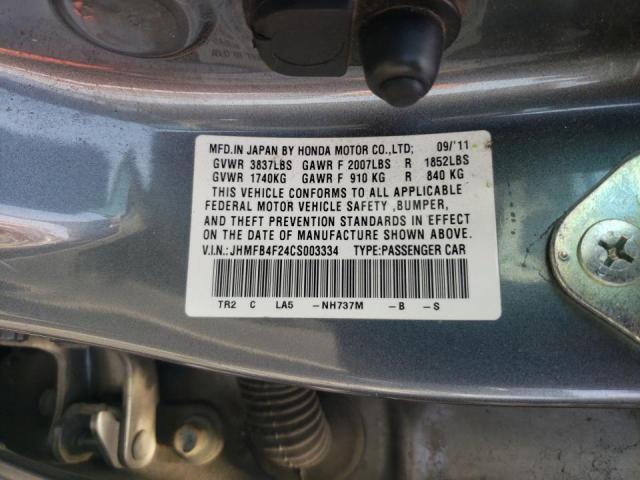 MFD.IN JAPAN BY HONDA MOTOR CO.,LTD; 09/'11
GVWR 3837LBS GAWR F 2007LBS R 1852LBS
GVWR 1740KG GAWR F 910 KG R 840 KG
THIS VEHICLE CONFORMS TO ALL APPLICABLE
FEDERAL MOTOR VEHICLE SAFETY ,BUMPER,
AND THEFT PREVENTION STANDARDS IN EFFECT
ON THE DATE OF MANUFACTURE SHOWN ABOVE.
V.I.N.: JHMFB4F24CS003334 TYPE:PASSENGER CAR
TR2 C LA5 -NH737M -B -S